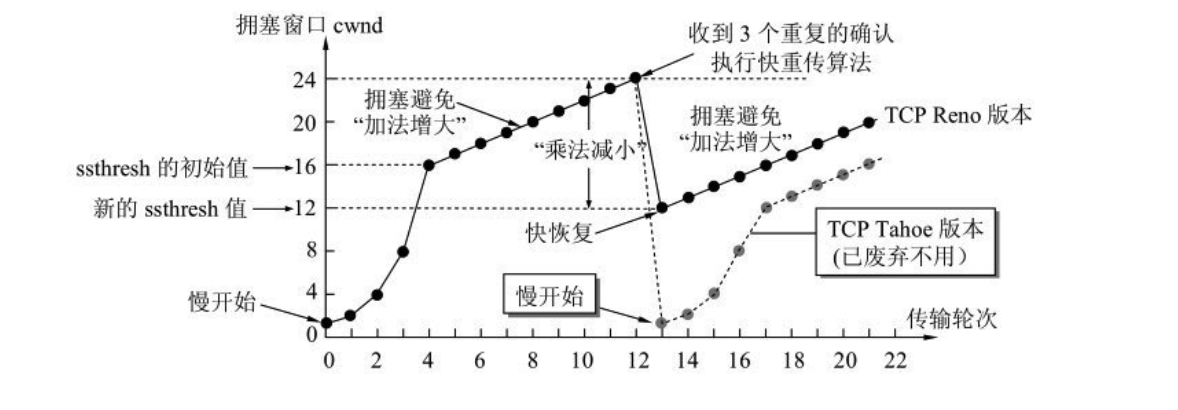 拥塞窗口 cwnd
收到 3 个重复的确认
执行快重传算法
24
拥塞避免
“加法增大”
拥塞避免
“加法增大”
TCP Reno 版本
20
“乘法减小”
ssthresh 的初始值
16
新的 ssthresh 值
12
快恢复
TCP Tahoe 版本
(已废弃不用)
8
慢开始
4
慢开始
传输轮次
0
0 2 4 6 8 10 12 14 16 18 20 22